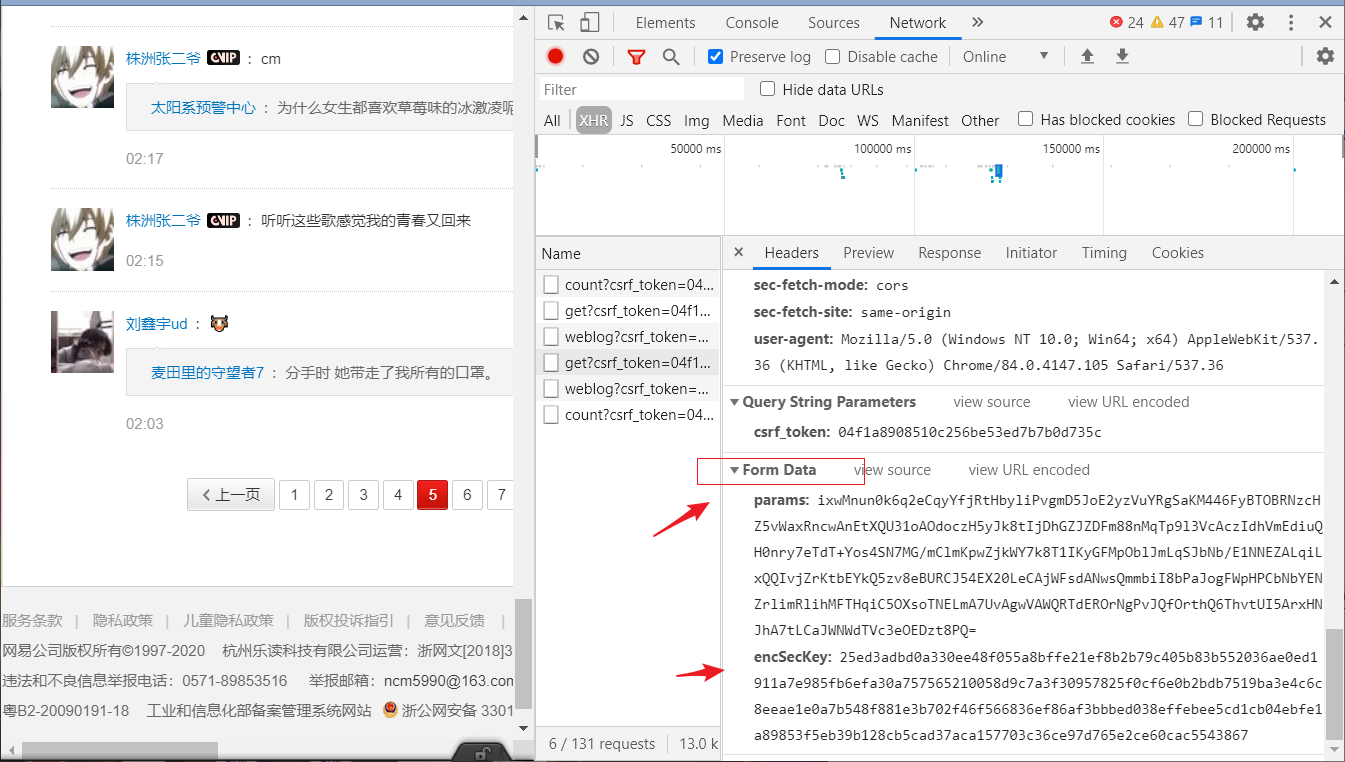 株洲张二爷 CVIP ： cm
太阳系预警中心 ：为什么女生都喜欢草莓味的冰激凌呢
02:17
株洲张二爷 CVIP ： 听听这些歌感觉我的青春又回来
02:15
刘鑫宇ud ：
麦田里的守望者7 ：分手时 她带走了我所有的口罩。
02:03
上一页 1 2 3 4 5 6 7
服务条款 | 隐私政策 | 儿童隐私政策 | 版权投诉指引 | 意见反馈 |
网易公司版权所有©1997-2020 杭州乐读科技有限公司运营：浙网文[2018]3
违法和不良信息举报电话：0571-89853516 举报邮箱：ncm5990@163.com
粤B2-20090191-18 工业和信息化部备案管理系统网站 浙公网安备 3301
Elements Console Sources Network 24 47 11
Preserve log Disable cache Online
Filter Hide data URLs
All XHR JS CSS Img Media Font Doc WS Manifest Other Has blocked cookies Blocked Requests
50000 ms 100000 ms 150000 ms 200000 ms
Name
count?csrf_token=04...
get?csrf_token=04f1...
weblog?csrf_token=...
get?csrf_token=04f1...
weblog?csrf_token=...
count?csrf_token=04...
6 / 131 requests 13.0 k
Headers Preview Response Initiator Timing Cookies
sec-fetch-mode: cors
sec-fetch-site: same-origin
user-agent: Mozilla/5.0 (Windows NT 10.0; Win64; x64) AppleWebKit/537.
36 (KHTML, like Gecko) Chrome/84.0.4147.105 Safari/537.36
Query String Parameters view source view URL encoded
csrf_token: 04f1a8908510c256be53ed7b7b0d735c
Form Data view source view URL encoded
params: ixwMnun0k6q2eCqyYfjRtHbyliPvgmD5JoE2yzVuYRgSaKM446FyBTOBRNzcH
Z5vWaxRncwAnEtXQU31oAOdoczH5yJk8tIjDhGZJZDFm88nMqTp9l3VcAczIdhVmEdiuQ
H0nry7eTdT+Yos4SN7MG/mClmKpwZjkWY7k8T1IKyGFMpOblJmLqSJbNb/E1NNEZALqiL
xQQIvjZrKtbEYkQ5zv8eBURCJ54EX20LeCAjWFsdANwsQmmbiI8bPaJogFWpHPCbNbYEN
ZrlimRlihMFTHqiC5OXsoTNELmA7UvAgwVAWQRTdEROrNgPvJQfOrthQ6ThvtUI5ArxHN
JhA7tLCaJWNWdTVc3eOEDzt8PQ=
encSecKey: 25ed3adbd0a330ee48f055a8bffe21ef8b2b79c405b83b552036ae0ed1
911a7e985fb6efa30a757565210058d9c7a3f30957825f0cf6e0b2bdb7519ba3e4c6c
8eeae1e0a7b548f881e3b702f46f566836ef86af3bbbed038effebee5cd1cb04ebfe1
a89853f5eb39b128cb5cad37aca157703c36ce97d765e2ce60cac5543867